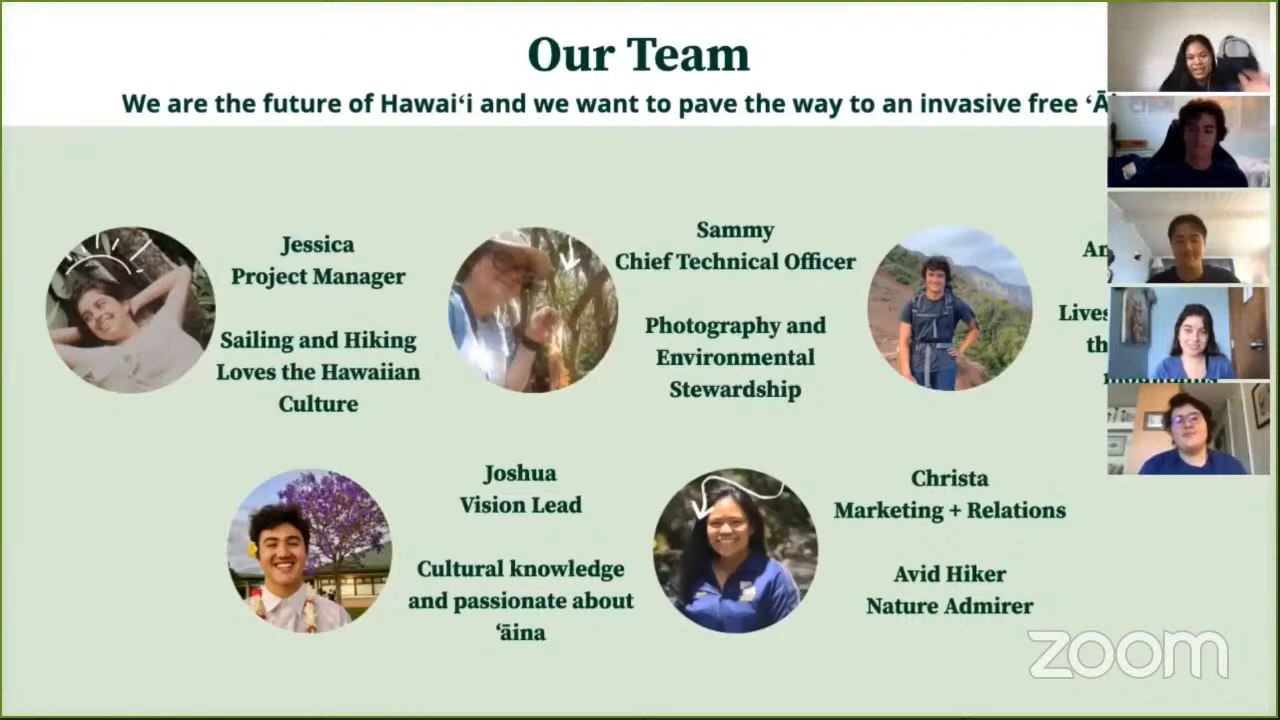 Our Team
We are the future of Hawaiʻi and we want to pave the way to an invasive free
Jessica
Project Manager
Sailing and Hiking
Loves the Hawaiian
Culture
Sammy
Chief Technical Officer
Photography and
Environmental
Stewardship
Lives
Joshua
Vision Lead
Cultural knowledge
and passionate about
ʻāina
Christa
Marketing + Relations
Avid Hiker
Nature Admirer
zoom